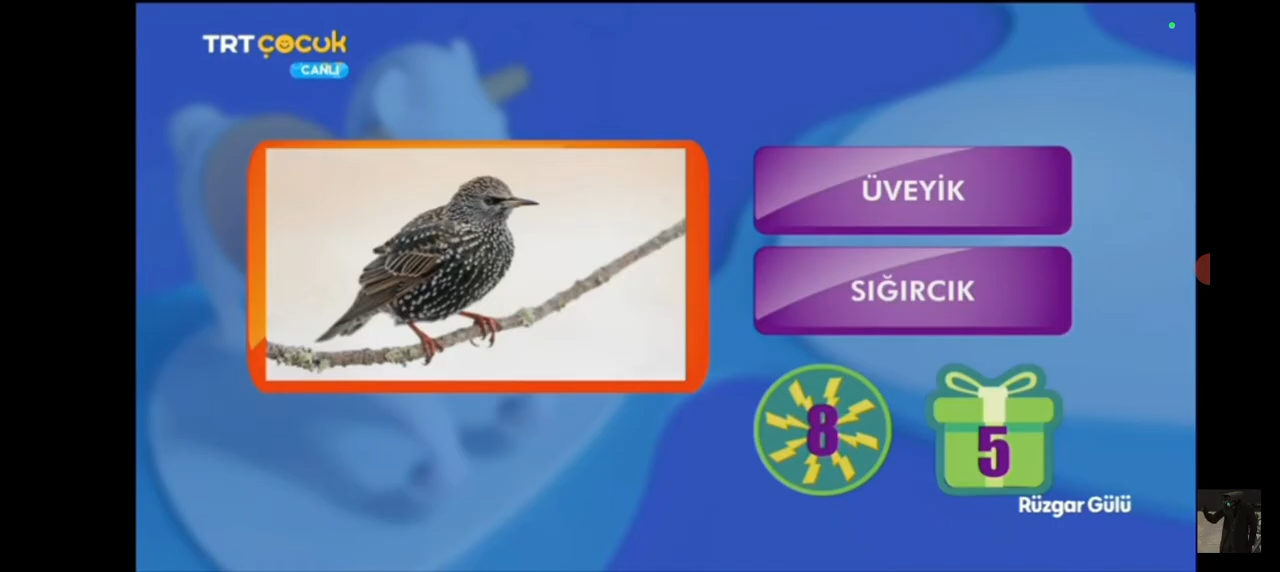 TRT çocuk
CANLI
ÜVEYİK
SIĞIRCIK
8
5
Rüzgar Gülü